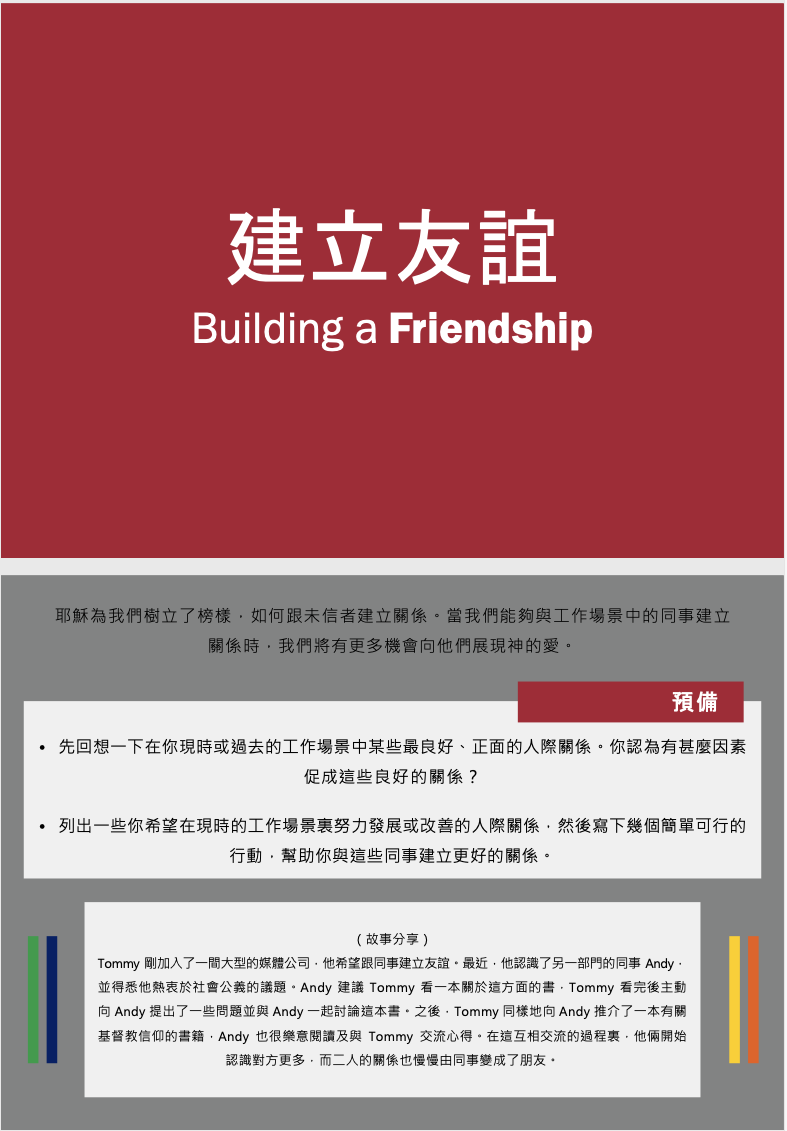 建立友誼
Building a Friendship
耶穌為我們樹立了榜樣，如何跟未信者建立關係。當我們能夠與工作場景中的同事建立
關係時，我們將有更多機會向他們展現神的愛。
預備
• 先回想一下在你現時或過去的工作場景中某些最良好、正面的人際關係。你認為有甚麼因素
促成這些良好的關係？
• 列出一些你希望在現時的工作場景裏努力發展或改善的人際關係，然後寫下幾個簡單可行的
行動，幫助你與這些同事建立更好的關係。
（故事分享）
Tommy 剛加入了一間大型的媒體公司，他希望跟同事建立友誼。最近，他認識了另一部門的同事 Andy，
並得悉他熱衷於社會公義的議題。Andy 建議 Tommy 看一本關於這方面的書，Tommy 看完後主動
向 Andy 提出了一些問題並與 Andy 一起討論這本書。之後，Tommy 同樣地向 Andy 推介了一本有關
基督教信仰的書籍，Andy 也很樂意閱讀及與 Tommy 交流心得。在這互相交流的過程裏，他倆開始
認識對方更多，而二人的關係也慢慢由同事變成了朋友。